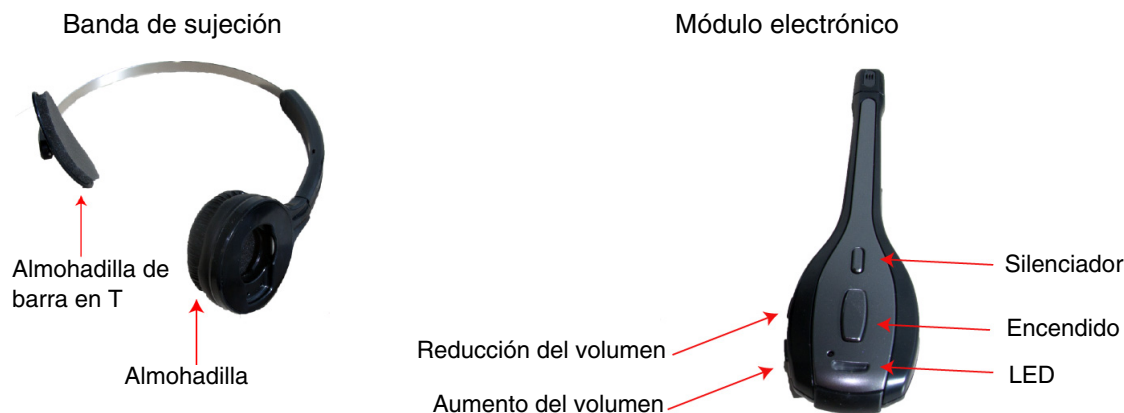 Banda de sujeción
Módulo electrónico
Almohadilla de
barra en T
Almohadilla
Silenciador
Encendido
LED
Reducción del volumen
Aumento del volumen